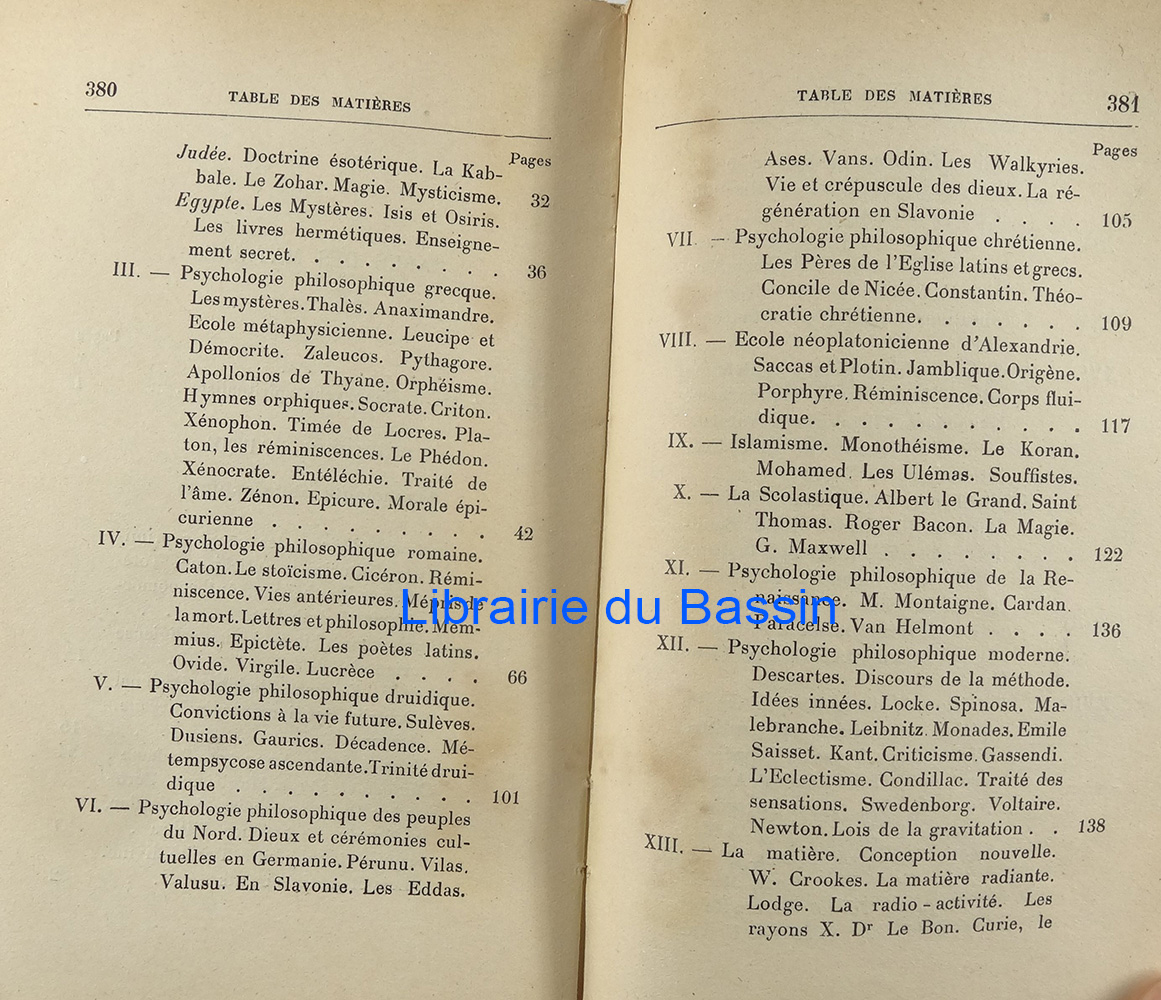 380
TABLE DES MATIÈRES
Pages
Judée. Doctrine ésotérique. La Kab-
bale. Le Zohar. Magie. Mysticisme. 32
Egypte. Les Mystères. Isis et Osiris.
Les livres hermétiques. Enseigne-
ment secret. . . . . . . . . 36
III. — Psychologie philosophique grecque.
Les mystères. Thalès. Anaximandre.
Ecole métaphysicienne. Leucipe et
Démocrite. Zaleucos. Pythagore.
Apollonios de Thyane. Orphéisme.
Hymnes orphiques. Socrate. Criton.
Xénophon. Timée de Locres. Pla-
ton, les réminiscences. Le Phédon.
Xénocrate. Entéléchie. Traité de
l'âme. Zénon. Epicure. Morale épi-
curienne . . . . . . . . . 42
IV. — Psychologie philosophique romaine.
Caton. Le stoïcisme. Cicéron. Rémi-
niscence. Vies antérieures. Mépris de
la mort. Lettres et philosophie. Mem-
mius. Epictète. Les poètes latins.
Ovide. Virgile. Lucrèce . . . . 66
V. — Psychologie philosophique druidique.
Convictions à la vie future. Sulèves.
Dusiens. Gaurics. Décadence. Mé-
tempsycose ascendante. Trinité drui-
dique . . . . . . . . . . 101
VI. — Psychologie philosophique des peuples
du Nord. Dieux et cérémonies cul-
tuelles en Germanie. Pérunu. Vilas.
Valusu. En Slavonie. Les Eddas.
TABLE DES MATIÈRES
381
Pages
Ases. Vans. Odin. Les Walkyries.
Vie et crépuscule des dieux. La ré-
génération en Slavonie . . . . 105
VII. — Psychologie philosophique chrétienne.
Les Pères de l'Eglise latins et grecs.
Concile de Nicée. Constantin. Théo-
cratie chrétienne. . . . . . . 109
VIII. — Ecole néoplatonicienne d'Alexandrie.
Saccas et Plotin. Jamblique. Origène.
Porphyre. Réminiscence. Corps flui-
dique. . . . . . . . . . . 117
IX. — Islamisme. Monothéisme. Le Koran.
Mohamed. Les Ulémas. Souffistes.
X. — La Scolastique. Albert le Grand. Saint
Thomas. Roger Bacon. La Magie.
G. Maxwell . . . . . . . . 122
XI. — Psychologie philosophique de la Re-
naissance. M. Montaigne. Cardan.
Paracelse. Van Helmont . . . . 136
XII. — Psychologie philosophique moderne.
Descartes. Discours de la méthode.
Idées innées. Locke. Spinosa. Ma-
lebranche. Leibnitz. Monades. Emile
Saisset. Kant. Criticisme. Gassendi.
L'Eclectisme. Condillac. Traité des
sensations. Swedenborg. Voltaire.
Newton. Lois de la gravitation . . 138
XIII. — La matière. Conception nouvelle.
W. Crookes. La matière radiante.
Lodge. La radio-activité. Les
rayons X. Dr Le Bon. Curie, le
Librairie du Bassin